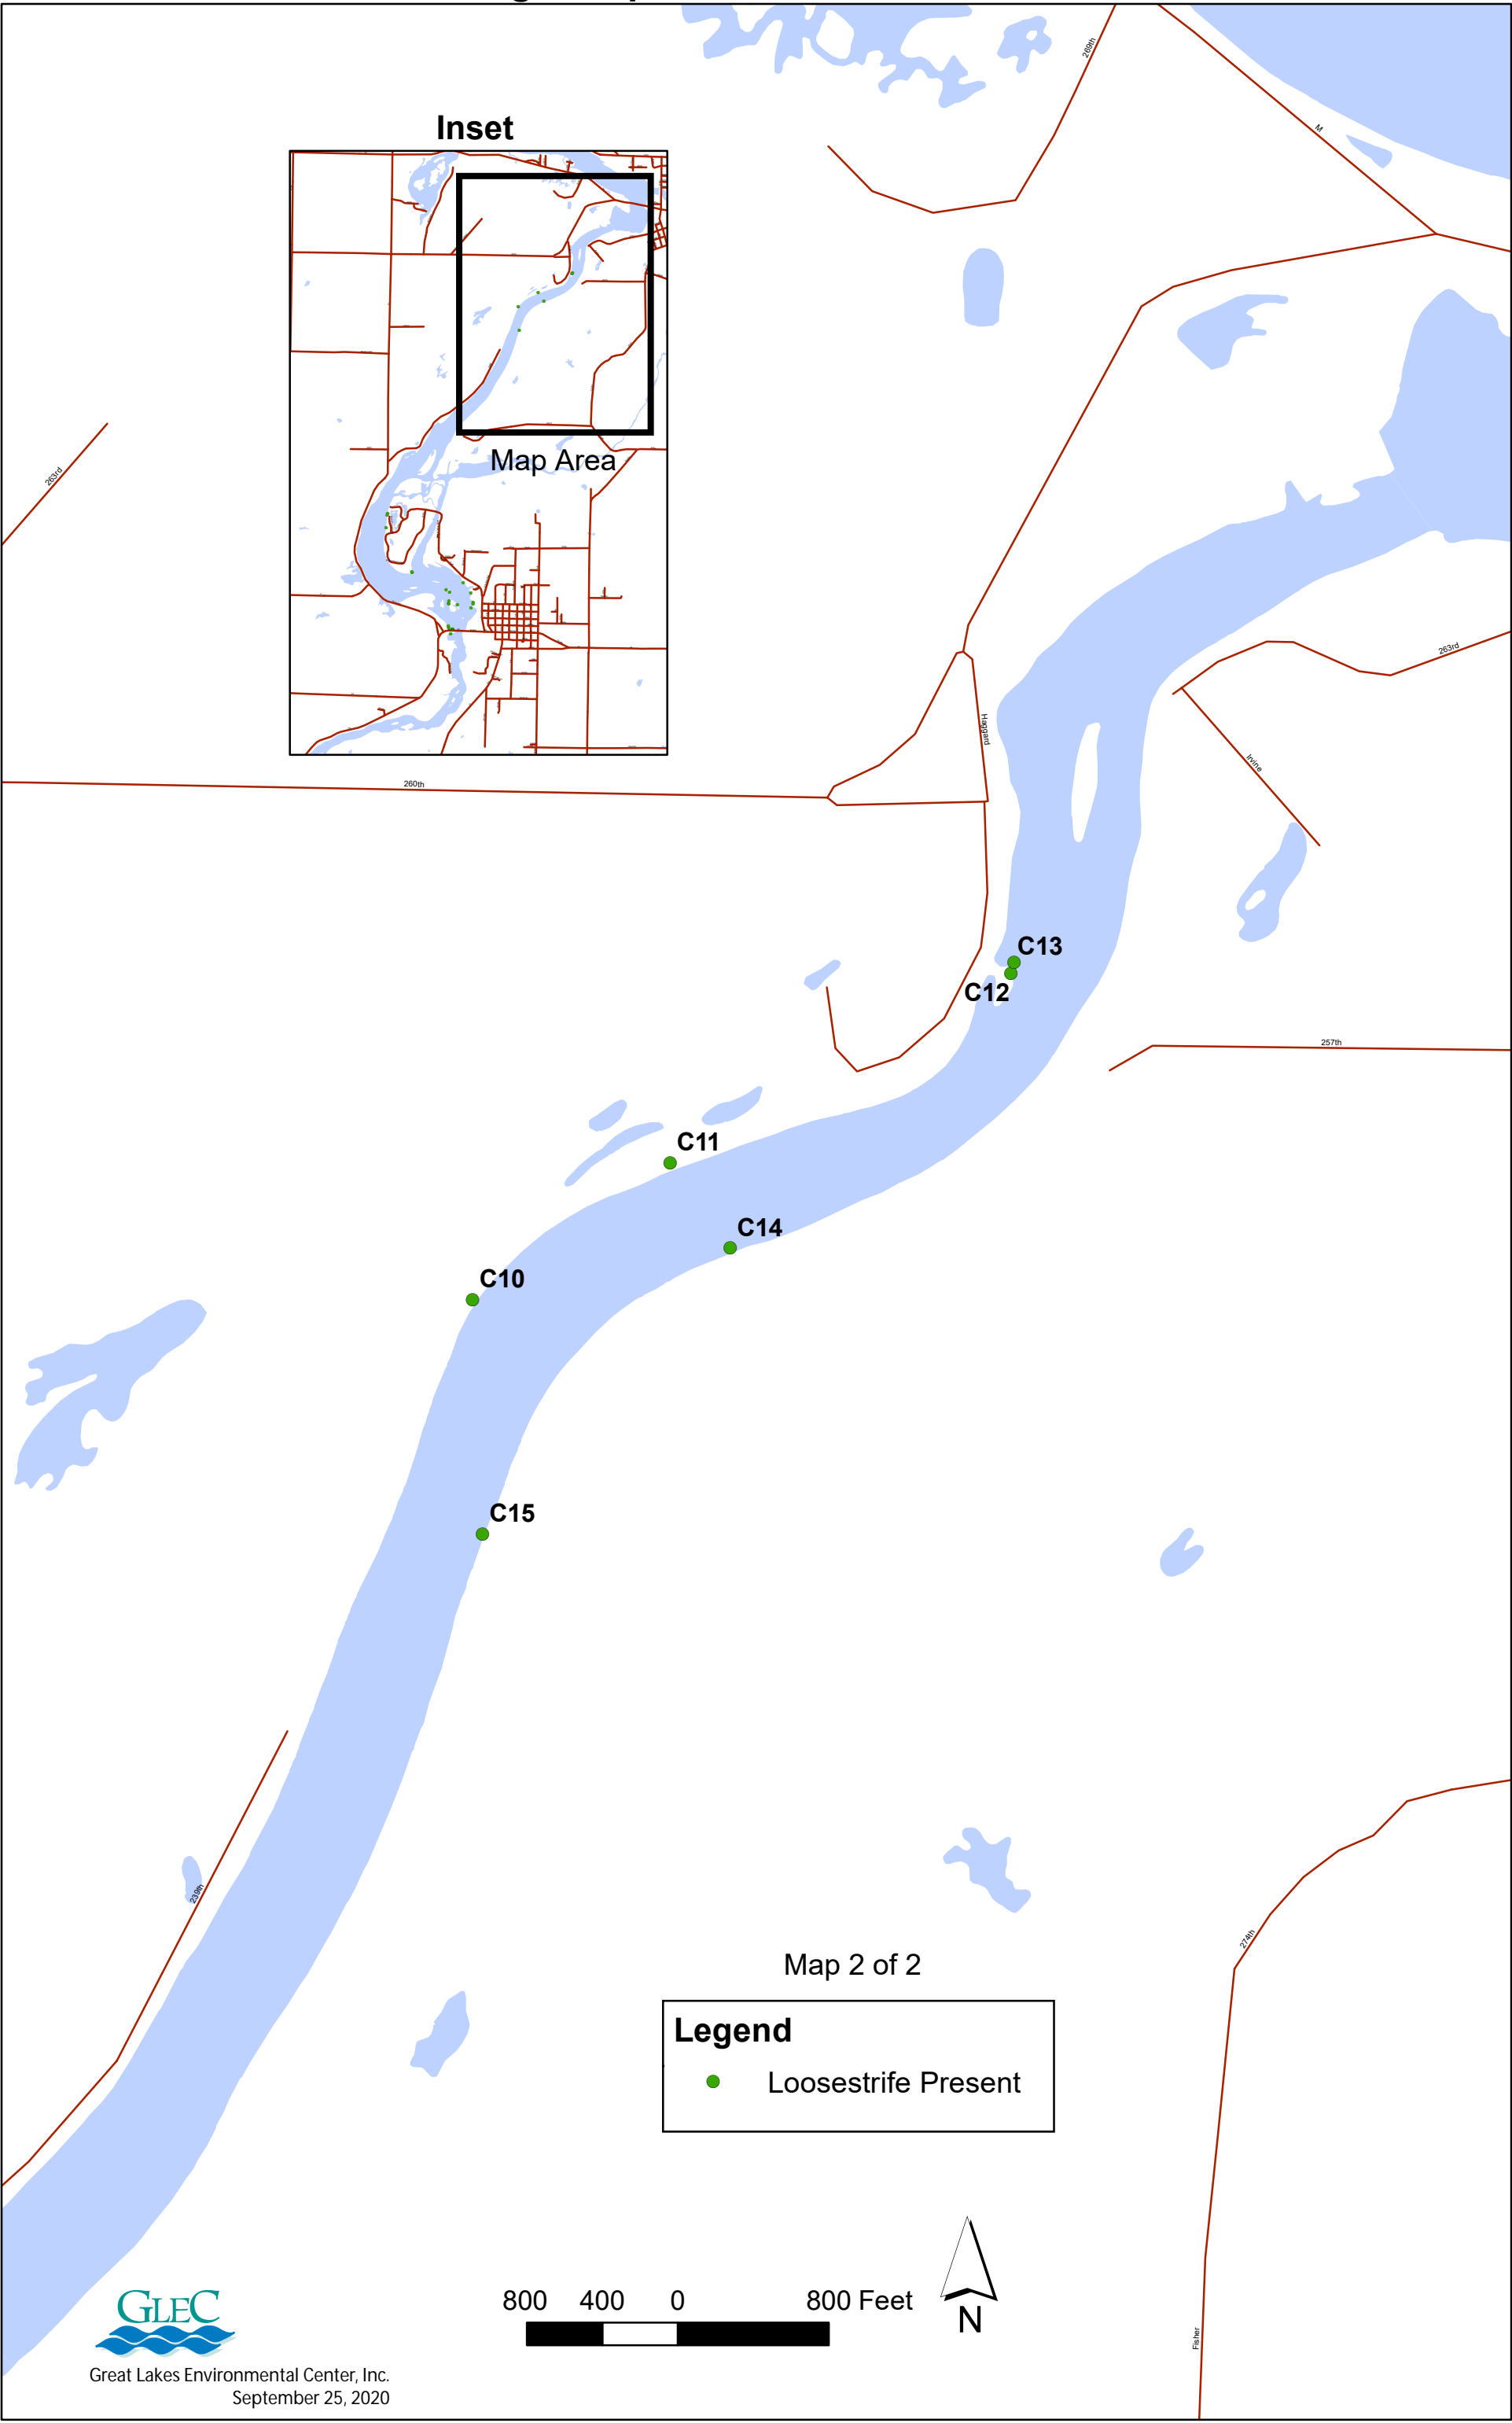 269th
M
Inset
Map Area
263rd
263rd
Haggard
Irvine
260th
C13
C12
257th
C11
C14
C10
C15
239th
274th
Map 2 of 2
Legend
Loosestrife Present
800 400 0 800 Feet
N
Fisher
GLEC
Great Lakes Environmental Center, Inc.
September 25, 2020